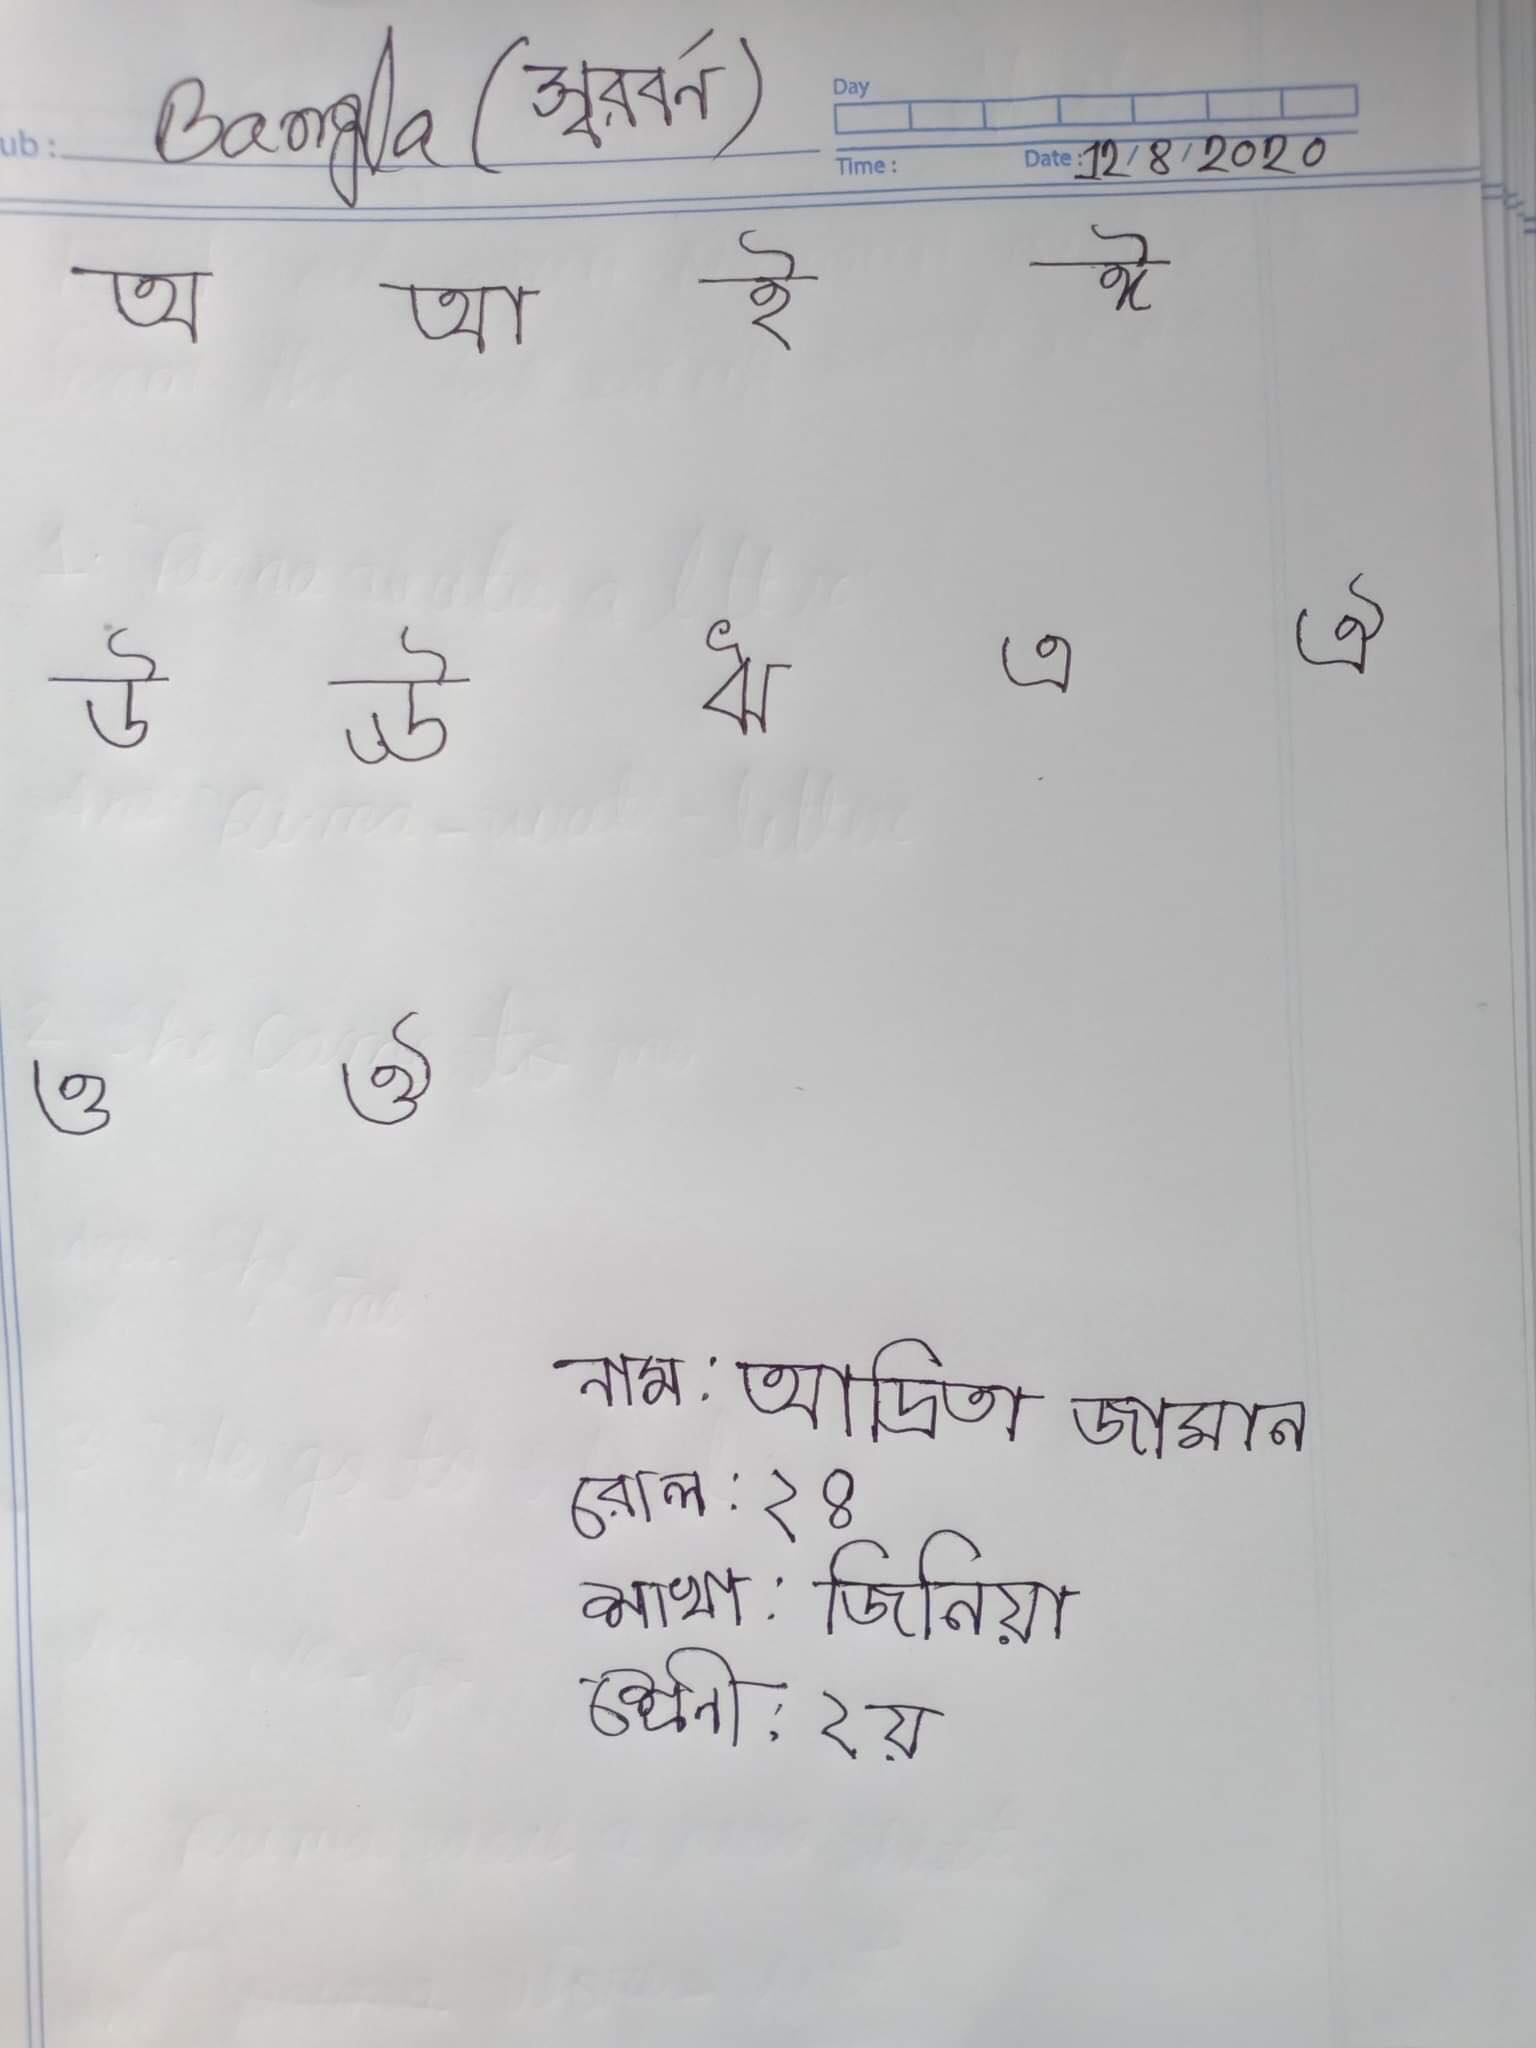 Day
ub : Bangla (স্বরবর্ন)
Time : Date : 12/8/2020
অ আ ই ঈ
উ ঊ ঋ এ ঐ
ও ঔ
নাম : আদ্রিতা জামান
রোল : ২৪
শাখা : জিনিয়া
শ্রেনী : ২য়